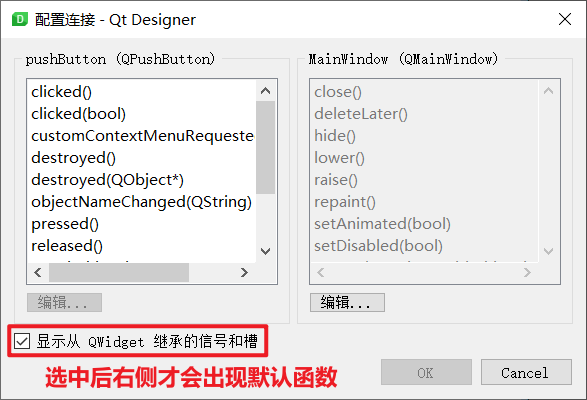 配置连接 - Qt Designer
pushButton (QPushButton)
clicked()
clicked(bool)
customContextMenuRequeste
destroyed()
destroyed(QObject*)
objectNameChanged(QString)
pressed()
released()
编辑...
MainWindow (QMainWindow)
close()
deleteLater()
hide()
lower()
raise()
repaint()
setAnimated(bool)
setDisabled(bool)
编辑...
显示从 QWidget 继承的信号和槽
选中后右侧才会出现默认函数
OK
Cancel